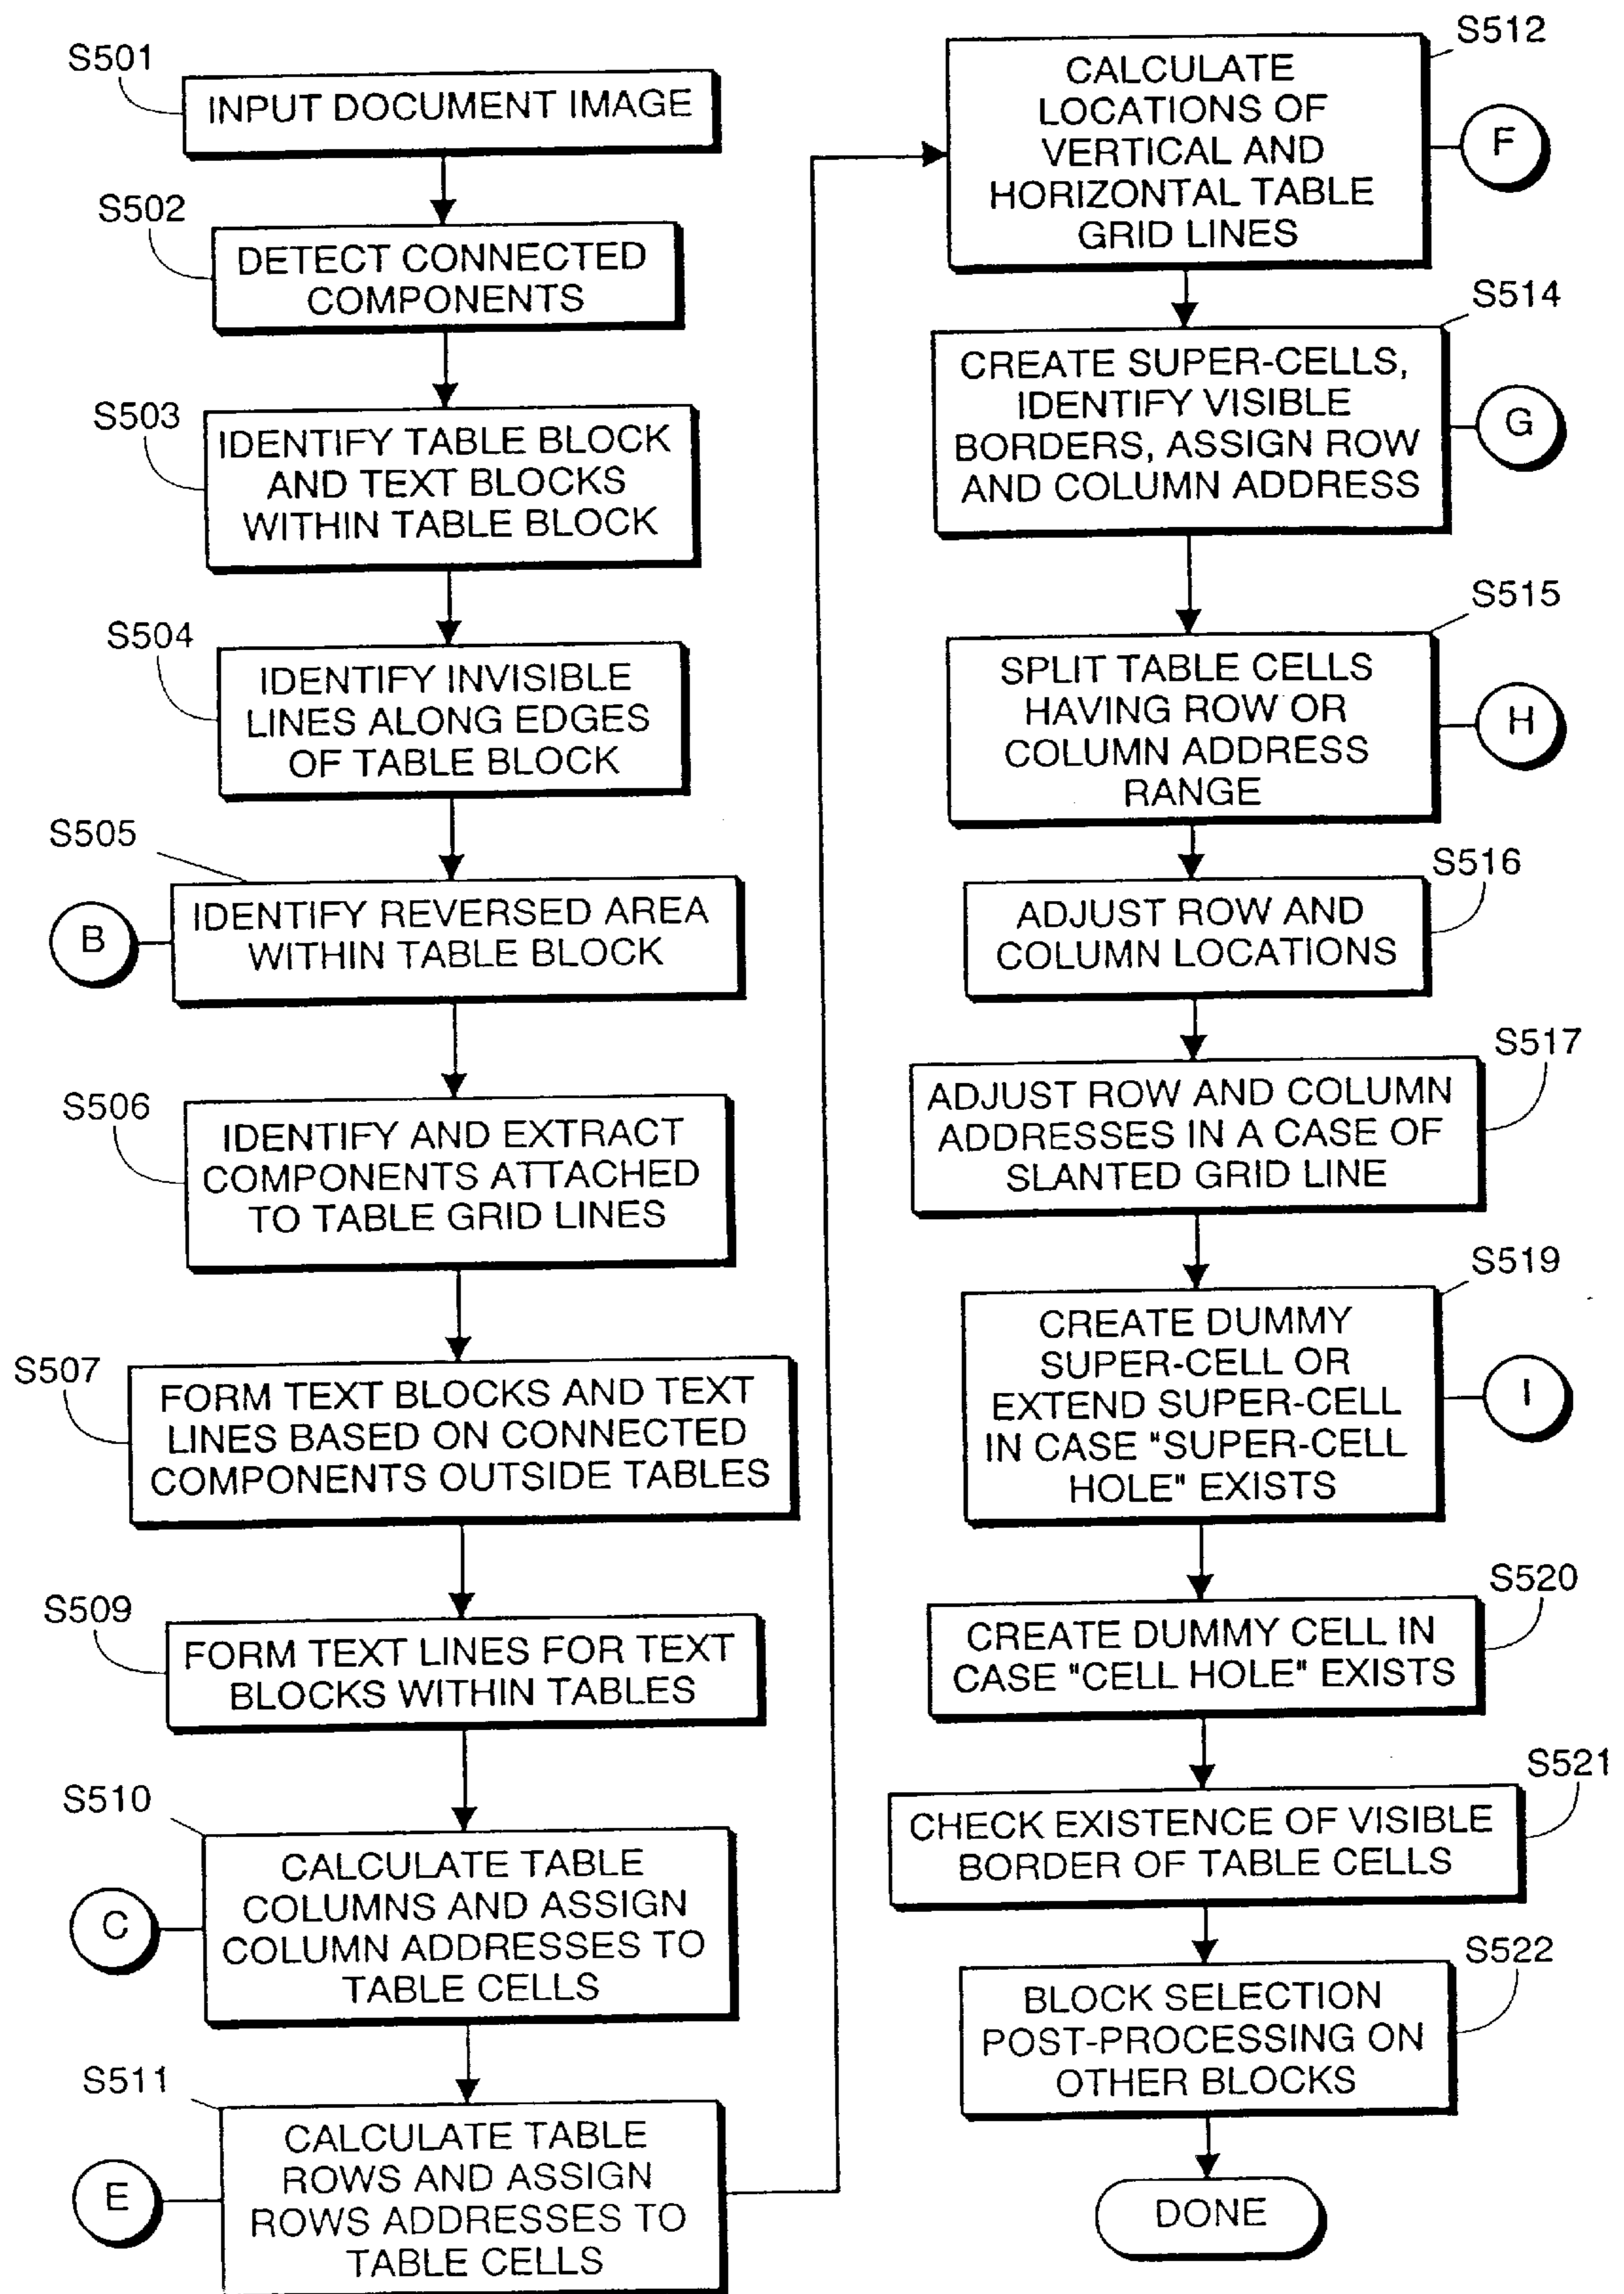 S501
INPUT DOCUMENT IMAGE
S502
DETECT CONNECTED
COMPONENTS
S503
IDENTIFY TABLE BLOCK
AND TEXT BLOCKS
WITHIN TABLE BLOCK
S504
IDENTIFY INVISIBLE
LINES ALONG EDGES
OF TABLE BLOCK
S505
B
IDENTIFY REVERSED AREA
WITHIN TABLE BLOCK
S506
IDENTIFY AND EXTRACT
COMPONENTS ATTACHED
TO TABLE GRID LINES
S507
FORM TEXT BLOCKS AND TEXT
LINES BASED ON CONNECTED
COMPONENTS OUTSIDE TABLES
S509
FORM TEXT LINES FOR TEXT
BLOCKS WITHIN TABLES
S510
C
CALCULATE TABLE
COLUMNS AND ASSIGN
COLUMN ADDRESSES TO
TABLE CELLS
S511
E
CALCULATE TABLE
ROWS AND ASSIGN
ROWS ADDRESSES TO
TABLE CELLS
S512
CALCULATE
LOCATIONS OF
VERTICAL AND
HORIZONTAL TABLE
GRID LINES
F
S514
CREATE SUPER-CELLS,
IDENTIFY VISIBLE
BORDERS, ASSIGN ROW
AND COLUMN ADDRESS
G
S515
SPLIT TABLE CELLS
HAVING ROW OR
COLUMN ADDRESS
RANGE
H
S516
ADJUST ROW AND
COLUMN LOCATIONS
S517
ADJUST ROW AND COLUMN
ADDRESSES IN A CASE OF
SLANTED GRID LINE
S519
CREATE DUMMY
SUPER-CELL OR
EXTEND SUPER-CELL
IN CASE "SUPER-CELL
HOLE" EXISTS
I
S520
CREATE DUMMY CELL IN
CASE "CELL HOLE" EXISTS
S521
CHECK EXISTENCE OF VISIBLE
BORDER OF TABLE CELLS
S522
BLOCK SELECTION
POST-PROCESSING ON
OTHER BLOCKS
DONE